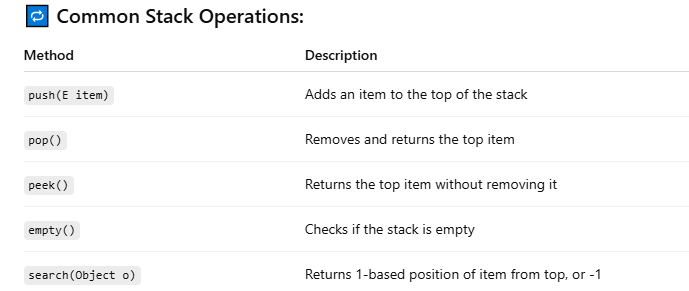 🔁 Common Stack Operations:
Method Description
push(E item) Adds an item to the top of the stack
pop() Removes and returns the top item
peek() Returns the top item without removing it
empty() Checks if the stack is empty
search(Object o) Returns 1-based position of item from top, or -1